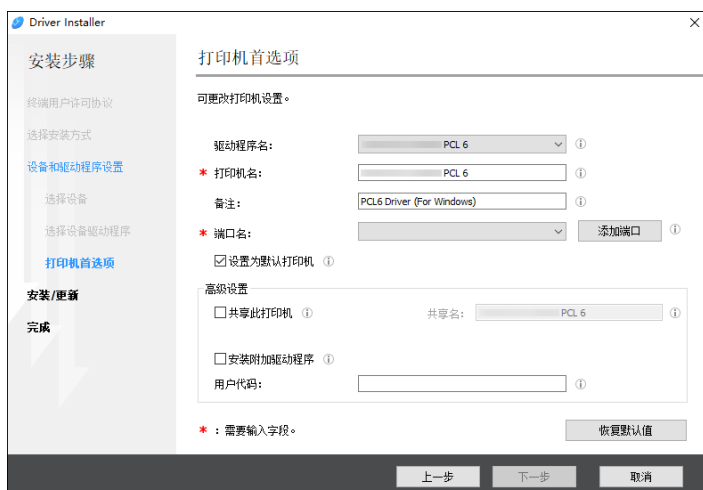 Driver Installer
安装步骤
终端用户许可协议
选择安装方式
设备和驱动程序设置
选择设备
选择设备驱动程序
打印机首选项
安装/更新
完成
打印机首选项
可更改打印机设置。
驱动程序名: PCL 6
* 打印机名: PCL 6
备注: PCL6 Driver (For Windows)
* 端口名: 添加端口
设置为默认打印机
高级设置
共享此打印机 共享名: PCL 6
安装附加驱动程序
用户代码:
* : 需要输入字段。 恢复默认值
上一步 下一步 取消